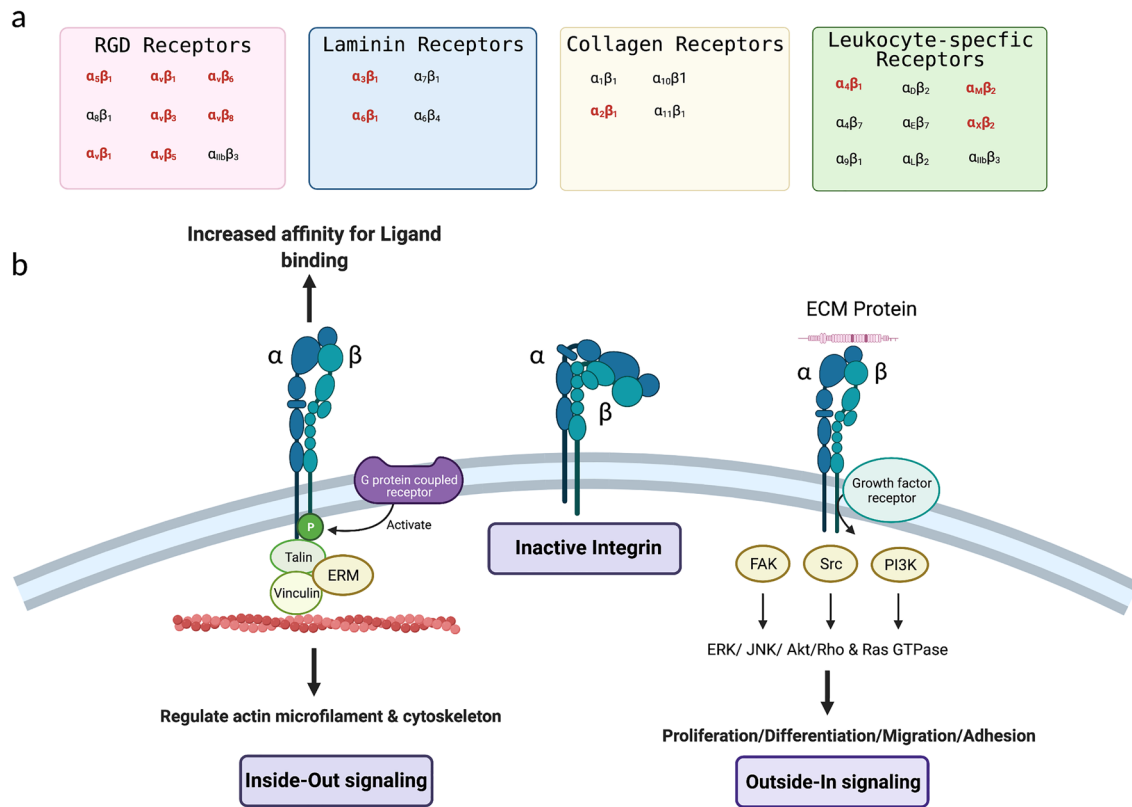 a
RGD Receptors
α5β1 αvβ1 αvβ6
α8β1 αvβ3 αvβ8
αvβ1 αvβ5 αIIbβ3
Laminin Receptors
α3β1 α7β1
α6β1 α6β4
Collagen Receptors
α1β1 α10β1
α2β1 α11β1
Leukocyte-specfic
Receptors
α4β1 αDβ2 αMβ2
α4β7 αEβ7 αXβ2
α9β1 αLβ2 αIIbβ3
b
Increased affinity for Ligand
binding
α β
G protein coupled
receptor
Activate
P
Talin
ERM
Vinculin
Regulate actin microfilament & cytoskeleton
Inside-Out signaling
α
β
Inactive Integrin
ECM Protein
α β
Growth factor
receptor
FAK Src PI3K
ERK/ JNK/ Akt/Rho & Ras GTPase
Proliferation/Differentiation/Migration/Adhesion
Outside-In signaling